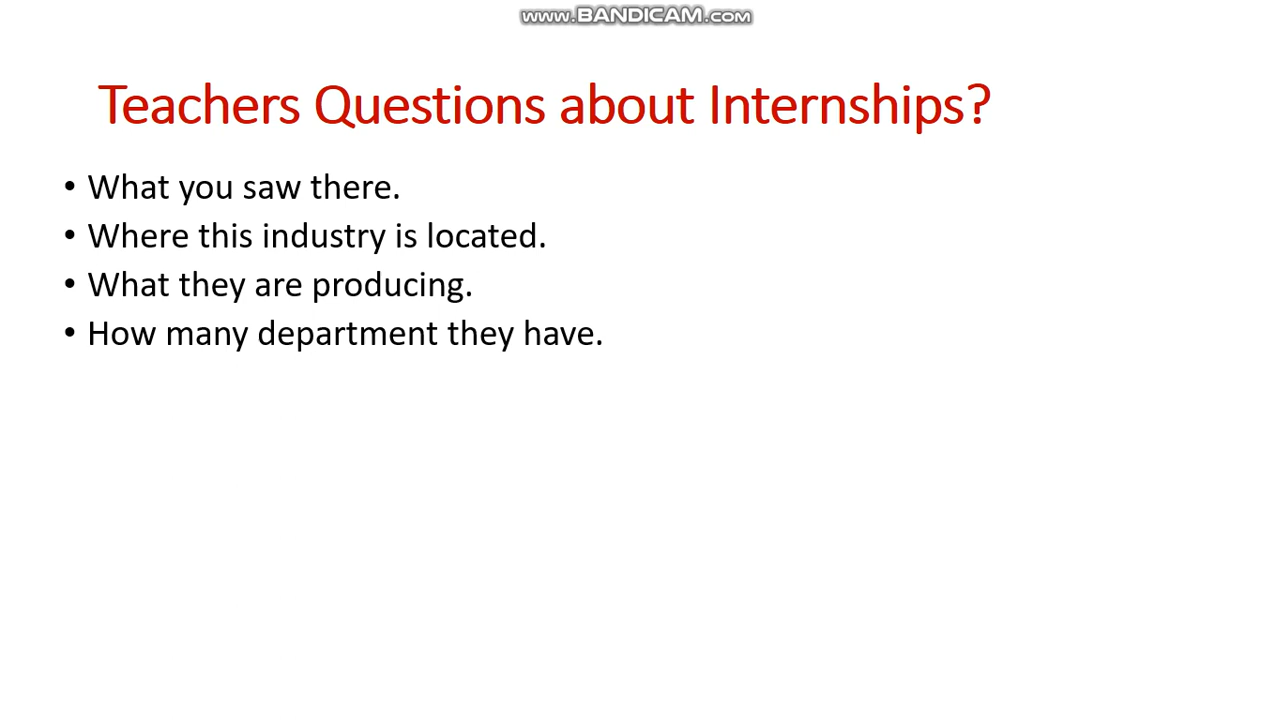 www.BANDICAM.com
Teachers Questions about Internships?
• What you saw there.
• Where this industry is located.
• What they are producing.
• How many department they have.